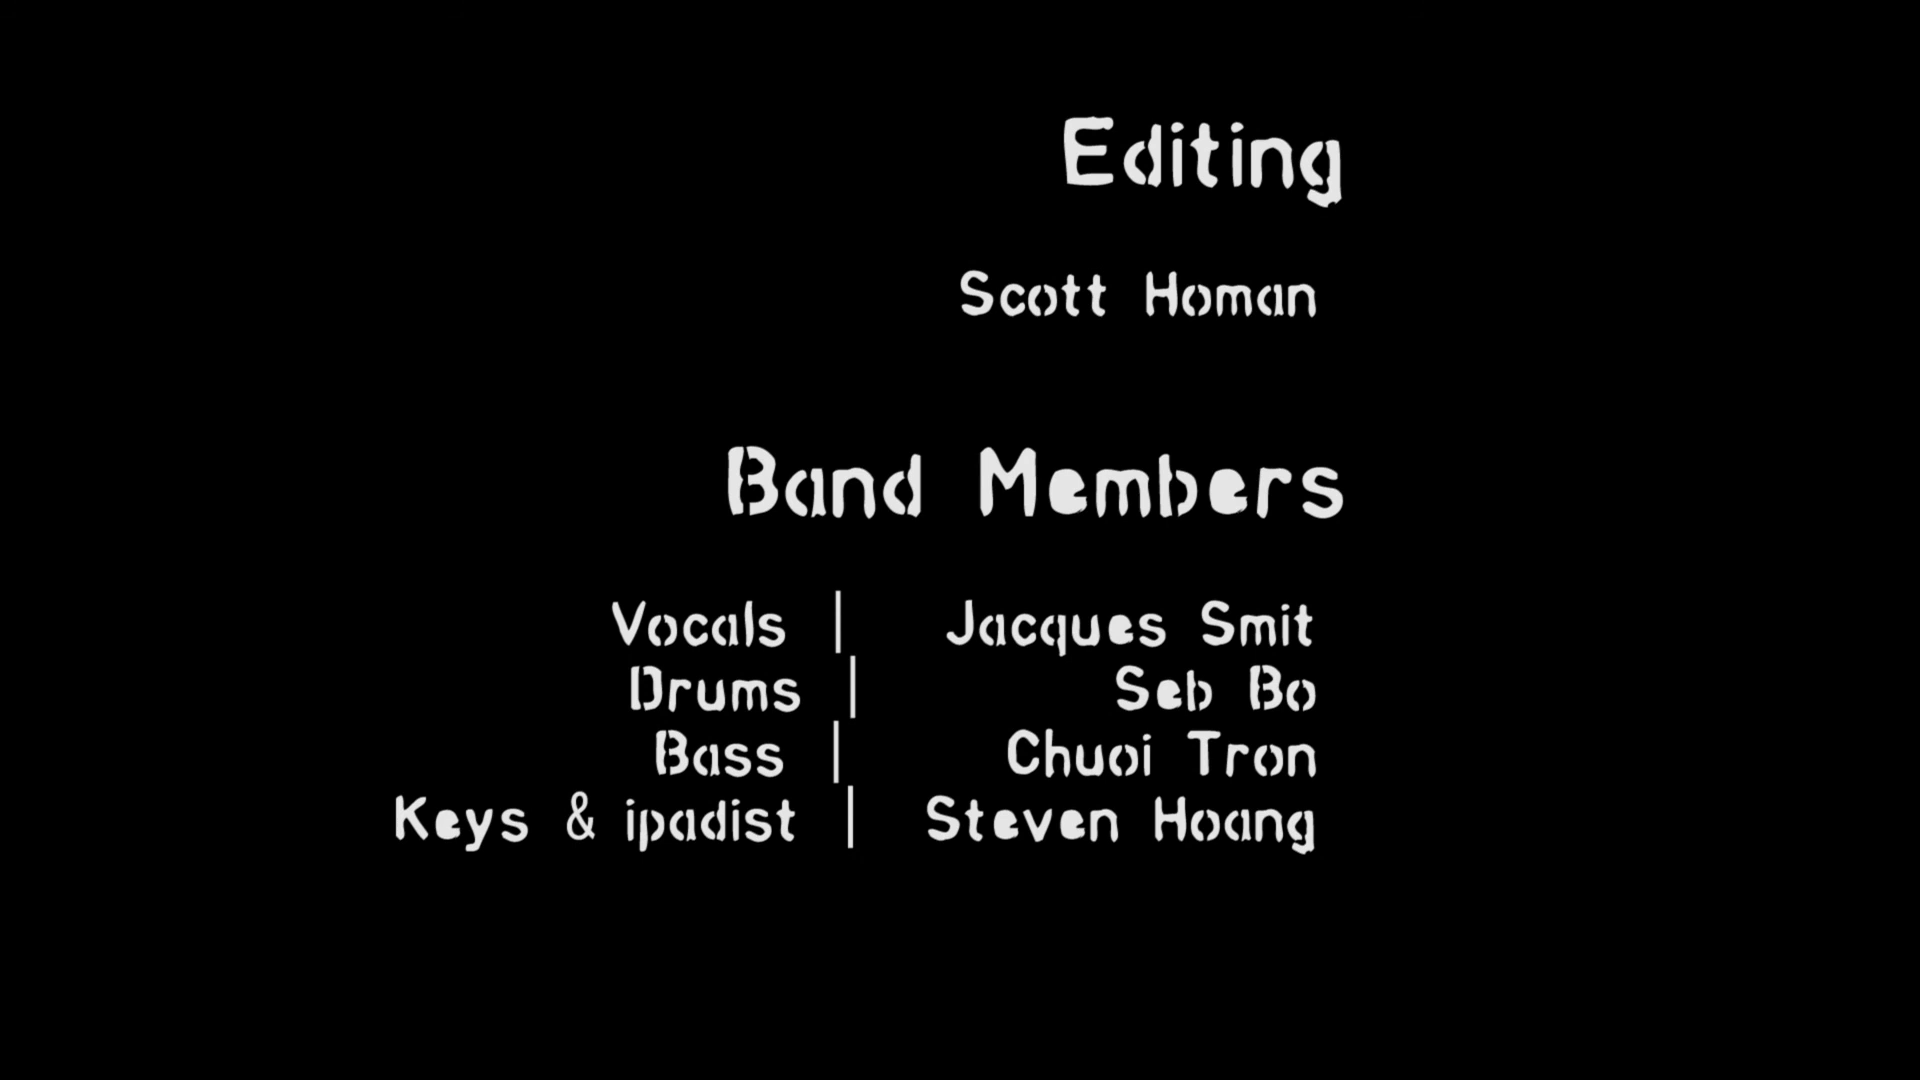 Editing
Scott Homan
Band Members
Vocals | Jacques Smit
Drums | Seb Bo
Bass | Chuoi Tron
Keys & ipadist | Steven Hoang